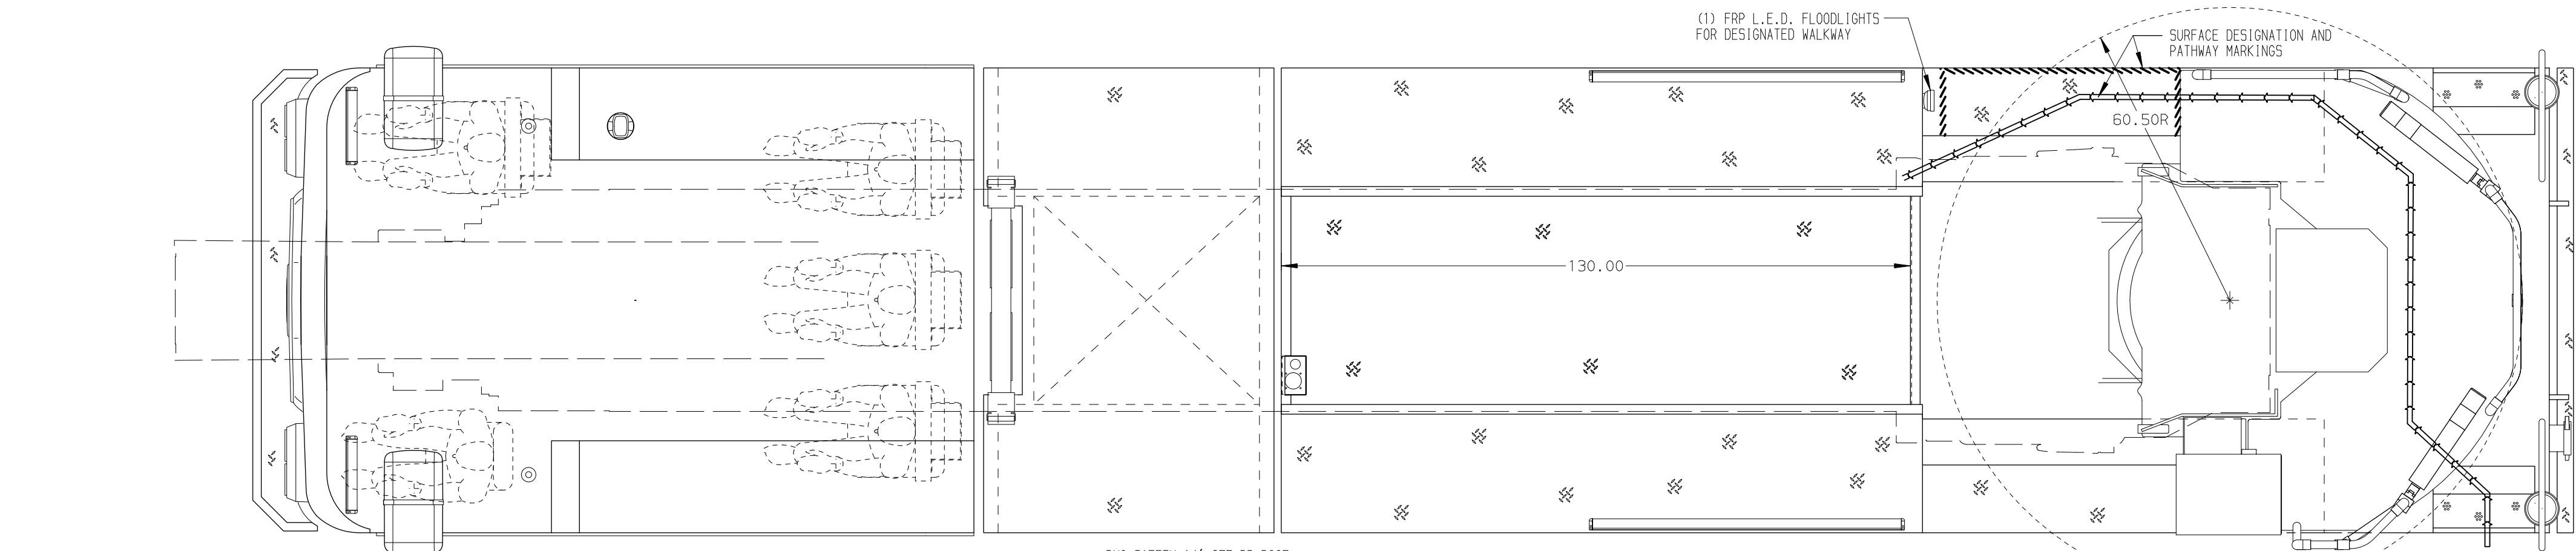 (1) FRP L.E.D. FLOODLIGHTS
FOR DESIGNATED WALKWAY
SURFACE DESIGNATION AND
PATHWAY MARKINGS
60.50R
130.00